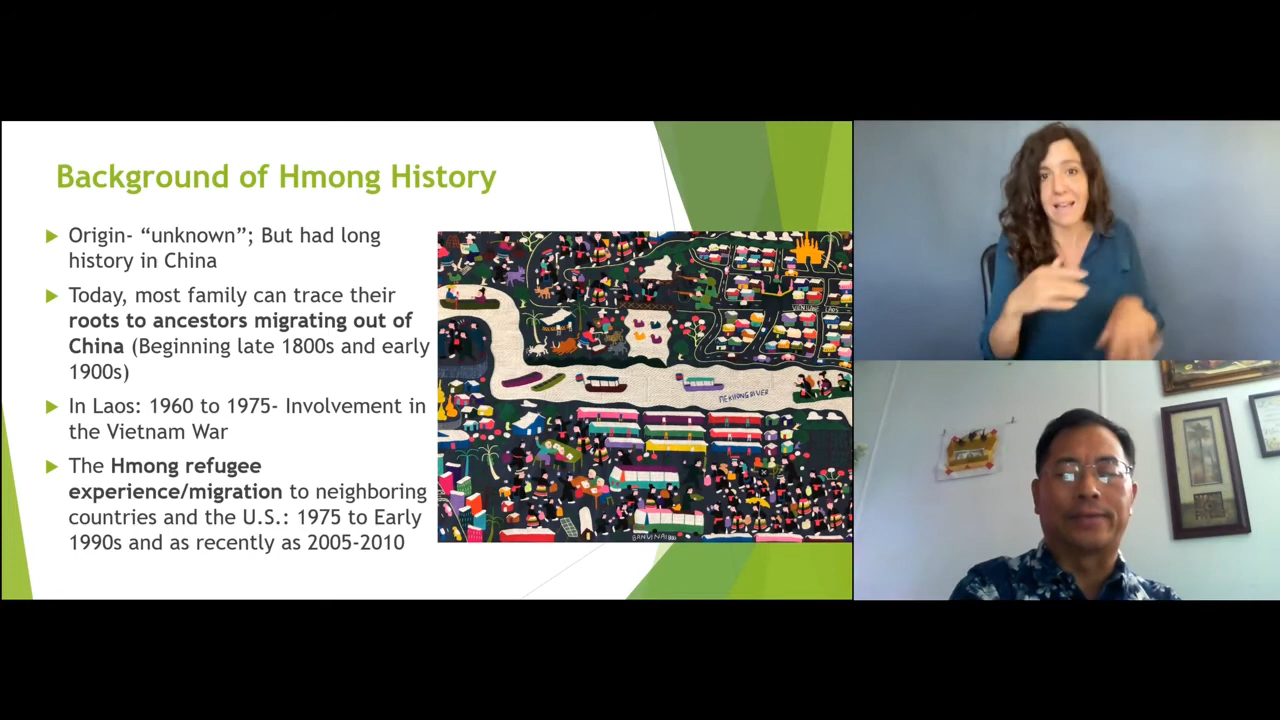 Background of Hmong History
Origin- “unknown”; But had long
history in China
Today, most family can trace their
roots to ancestors migrating out of
China (Beginning late 1800s and early
1900s)
In Laos: 1960 to 1975- Involvement in
the Vietnam War
The Hmong refugee
experience/migration to neighboring
countries and the U.S.: 1975 to Early
1990s and as recently as 2005-2010
LAOS
RIVER
BANVINAI